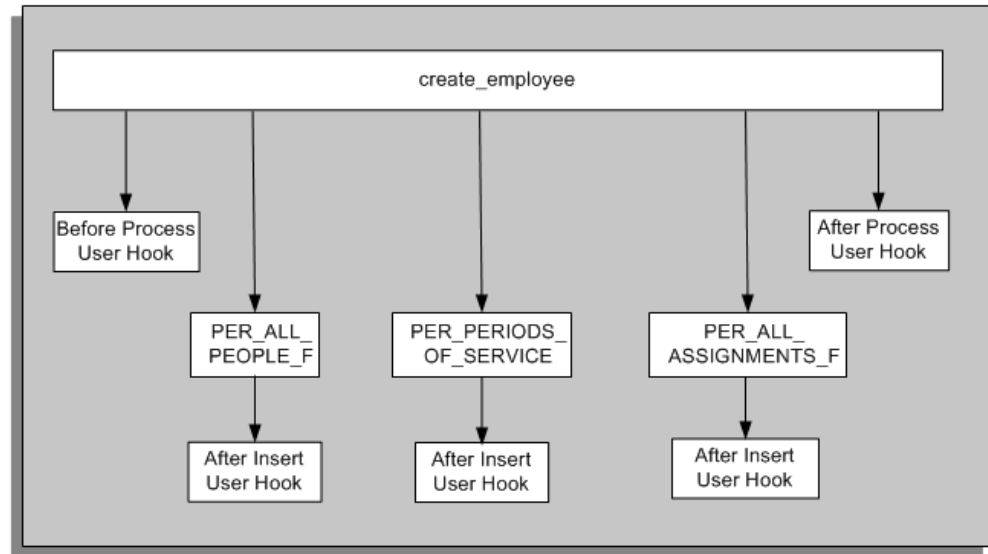 create_employee
Before Process
User Hook
After Process
User Hook
PER_ALL_
PEOPLE_F
PER_PERIODS_
OF_SERVICE
PER_ALL_
ASSIGNMENTS_F
After Insert
User Hook
After Insert
User Hook
After Insert
User Hook